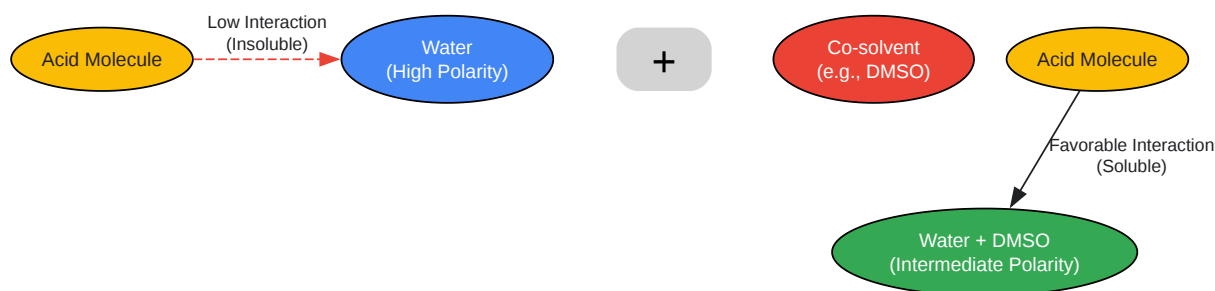 Acid Molecule
Low Interaction
(Insoluble)
Water
(High Polarity)
+
Co-solvent
(e.g., DMSO)
Acid Molecule
Favorable Interaction
(Soluble)
Water + DMSO
(Intermediate Polarity)